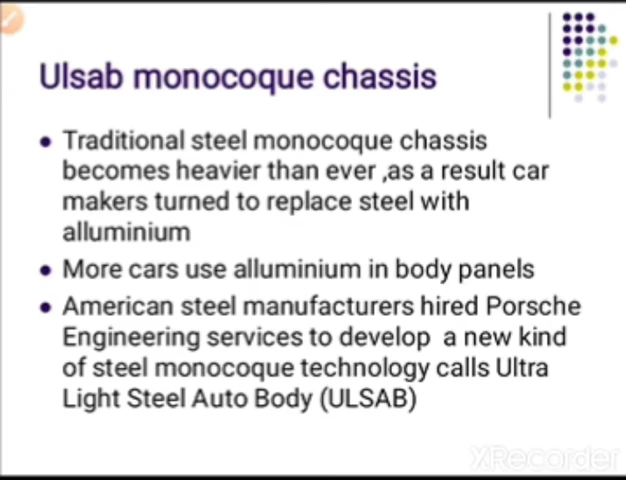 Ulsab monocoque chassis
Traditional steel monocoque chassis
becomes heavier than ever ,as a result car
makers turned to replace steel with
alluminium
More cars use alluminium in body panels
American steel manufacturers hired Porsche
Engineering services to develop a new kind
of steel monocoque technology calls Ultra
Light Steel Auto Body (ULSAB)
XRecorder